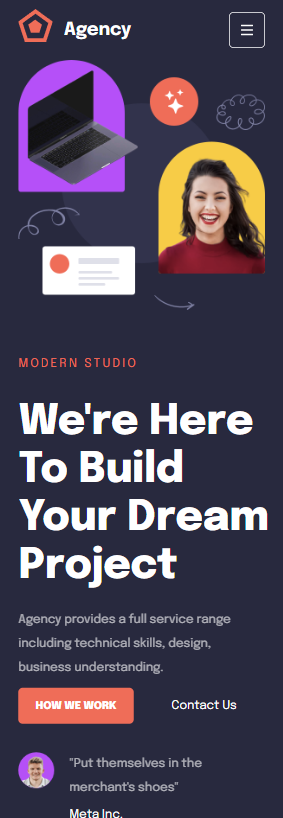 Agency
MODERN STUDIO
We're Here
To Build
Your Dream
Project
Agency provides a full service range
including technical skills, design,
business understanding.
HOW WE WORK
Contact Us
"Put themselves in the
merchant's shoes"
Meta Inc.